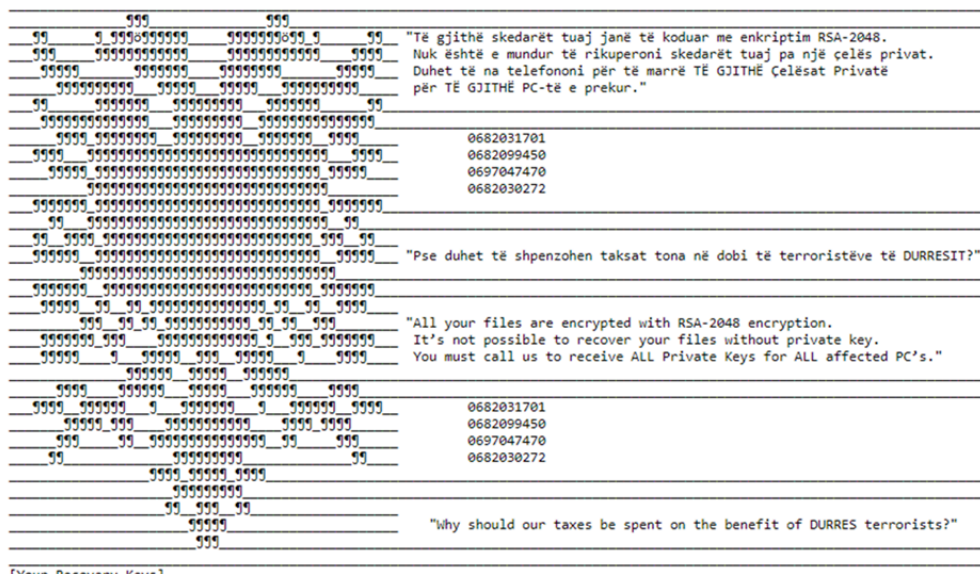 "Të gjithë skedarët tuaj janë të koduar me enkriptim RSA-2048.
Nuk është e mundur të rikuperoni skedarët tuaj pa një çelës privat.
Duhet të na telefononi për të marrë TË GJITHË Çelësat Privatë
për TË GJITHË PC-të e prekur."
0682031701
0682099450
0697047470
0682030272
"Pse duhet të shpenzohen taksat tona në dobi të terroristëve të DURRESIT?"
"All your files are encrypted with RSA-2048 encryption.
It's not possible to recover your files without private key.
You must call us to receive ALL Private Keys for ALL affected PC's."
0682031701
0682099450
0697047470
0682030272
"Why should our taxes be spent on the benefit of DURRES terrorists?"